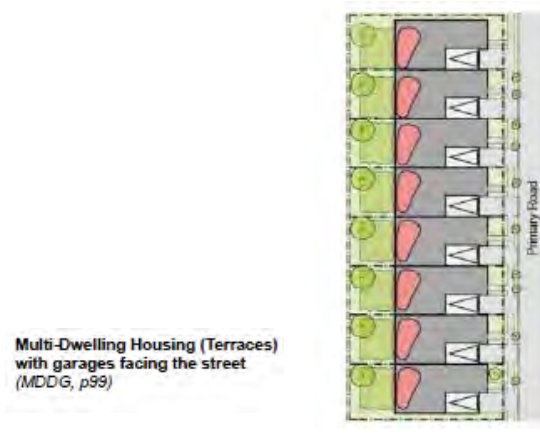 Primary Road
Multi-Dwelling Housing (Terraces)
with garages facing the street
(MDDG, p99)